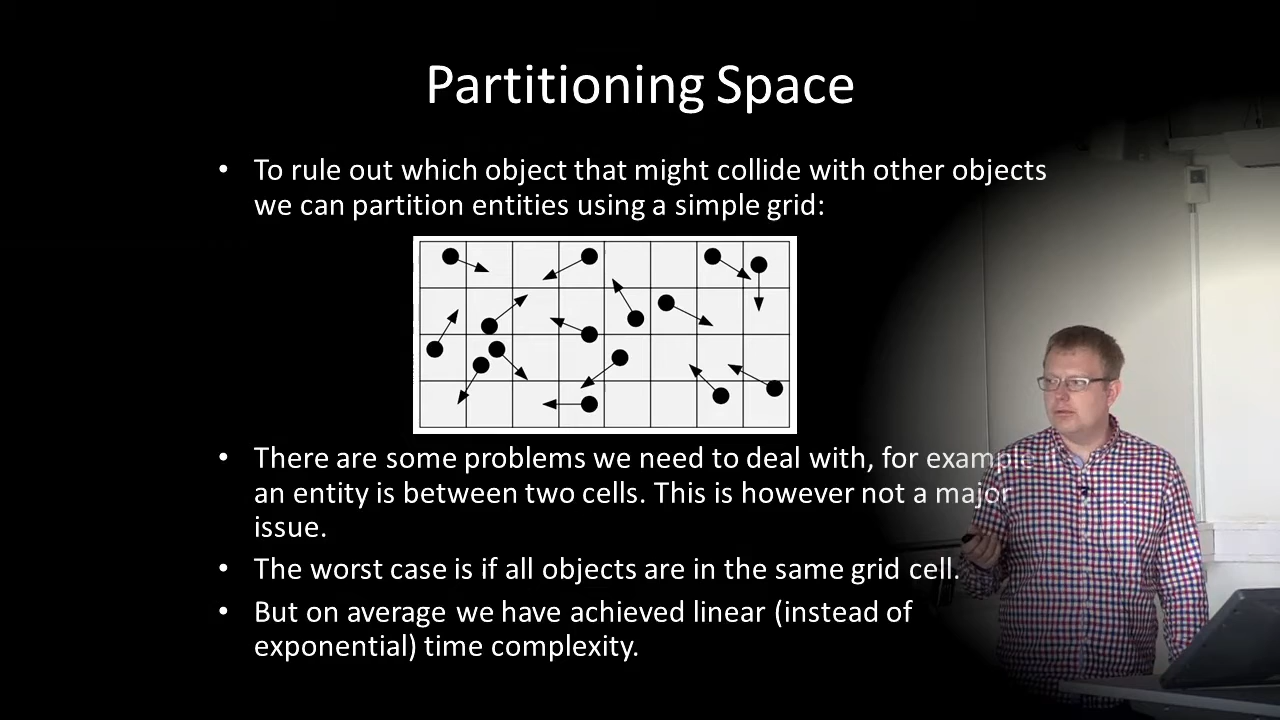 Partitioning Space
• To rule out which object that might collide with other objects
we can partition entities using a simple grid:
• There are some problems we need to deal with, for example
an entity is between two cells. This is however not a major
issue.
• The worst case is if all objects are in the same grid cell.
• But on average we have achieved linear (instead of
exponential) time complexity.